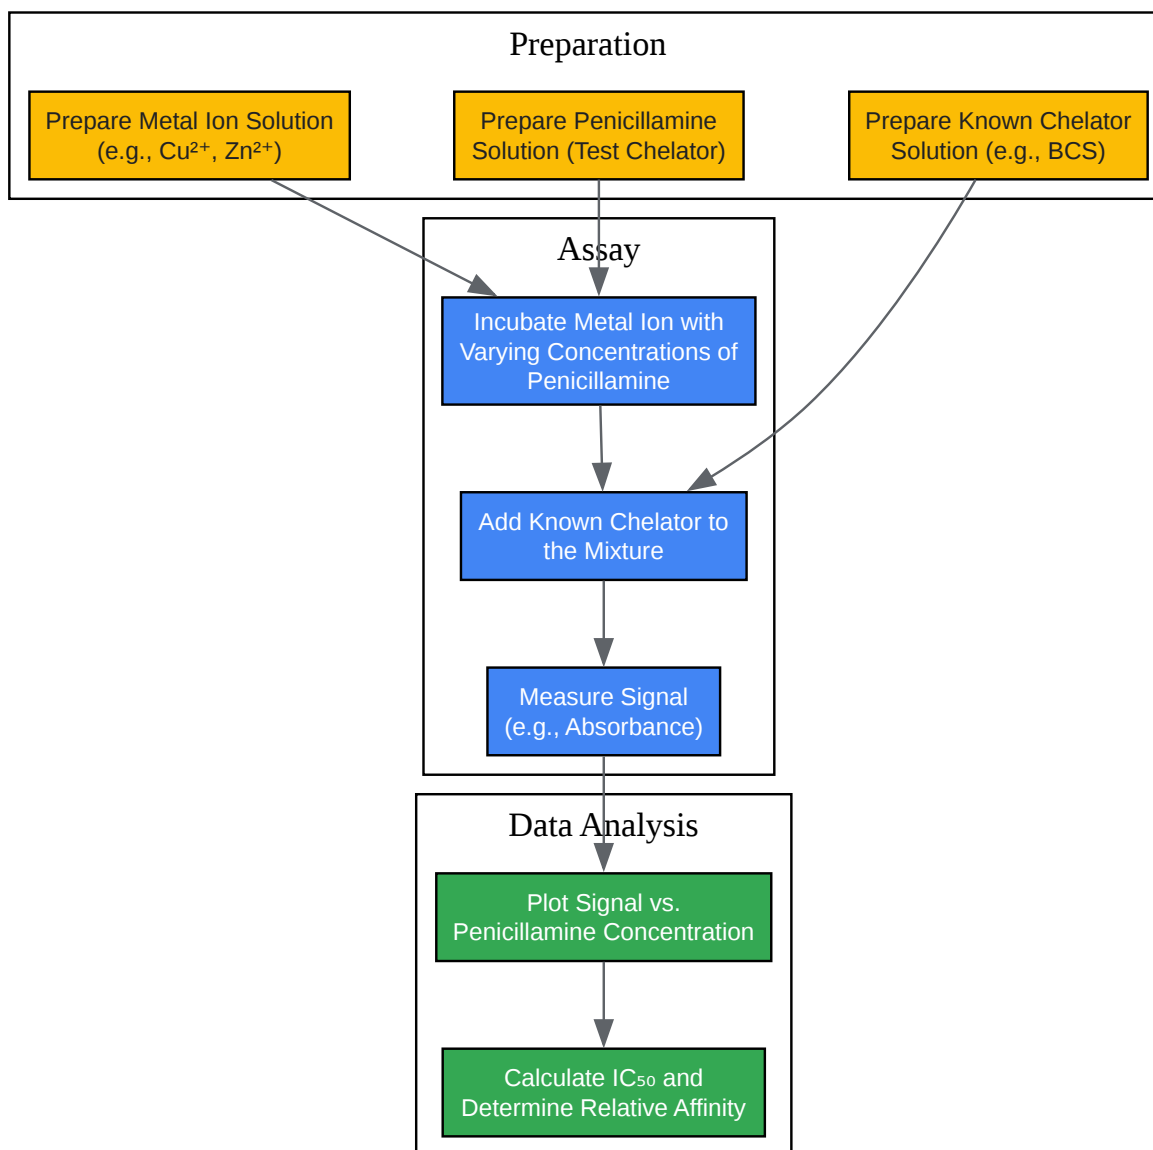 Preparation
Prepare Metal Ion Solution
(e.g., Cu²⁺, Zn²⁺)
Prepare Penicillamine
Solution (Test Chelator)
Prepare Known Chelator
Solution (e.g., BCS)
Assay
Incubate Metal Ion with
Varying Concentrations of
Penicillamine
Add Known Chelator to
the Mixture
Measure Signal
(e.g., Absorbance)
Data Analysis
Plot Signal vs.
Penicillamine Concentration
Calculate IC₅₀ and
Determine Relative Affinity